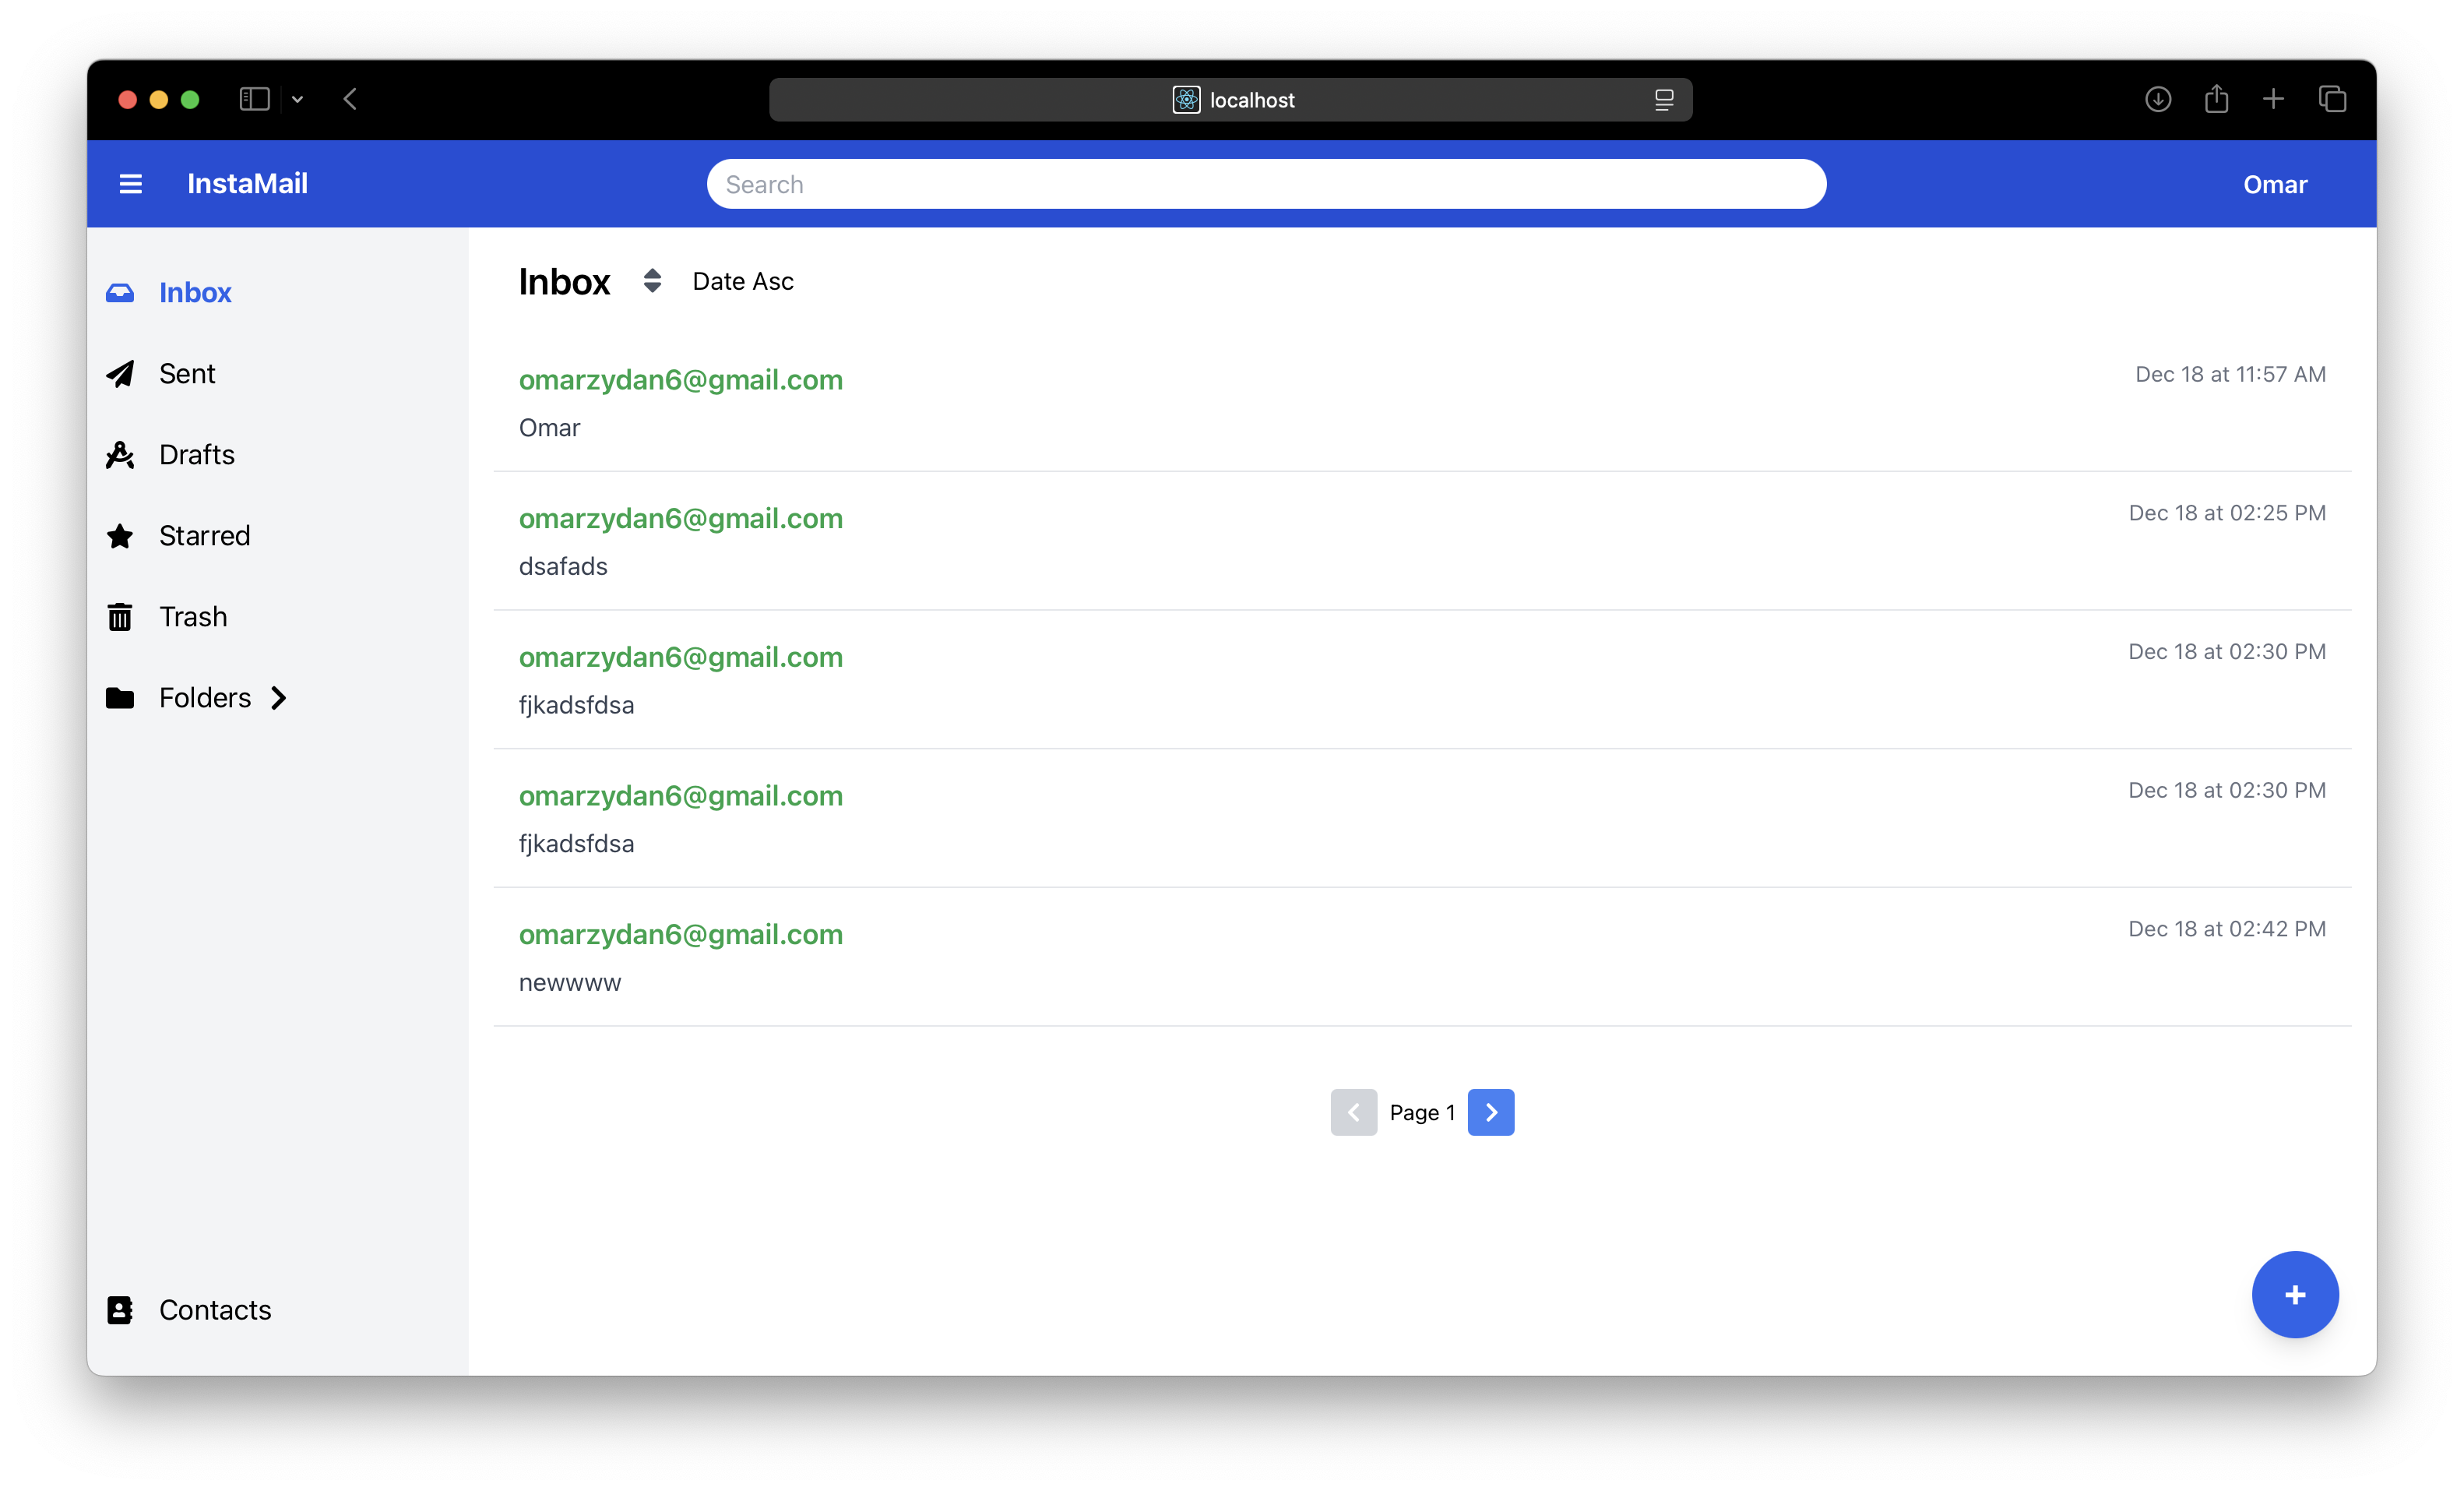 localhost
InstaMail
Search
Omar
Inbox
Sent
Drafts
Starred
Trash
Folders
Contacts
Inbox Date Asc
omarzydan6@gmail.com Dec 18 at 11:57 AM
Omar
omarzydan6@gmail.com Dec 18 at 02:25 PM
dsafads
omarzydan6@gmail.com Dec 18 at 02:30 PM
fjkadsfdsa
omarzydan6@gmail.com Dec 18 at 02:30 PM
fjkadsfdsa
omarzydan6@gmail.com Dec 18 at 02:42 PM
newwww
Page 1